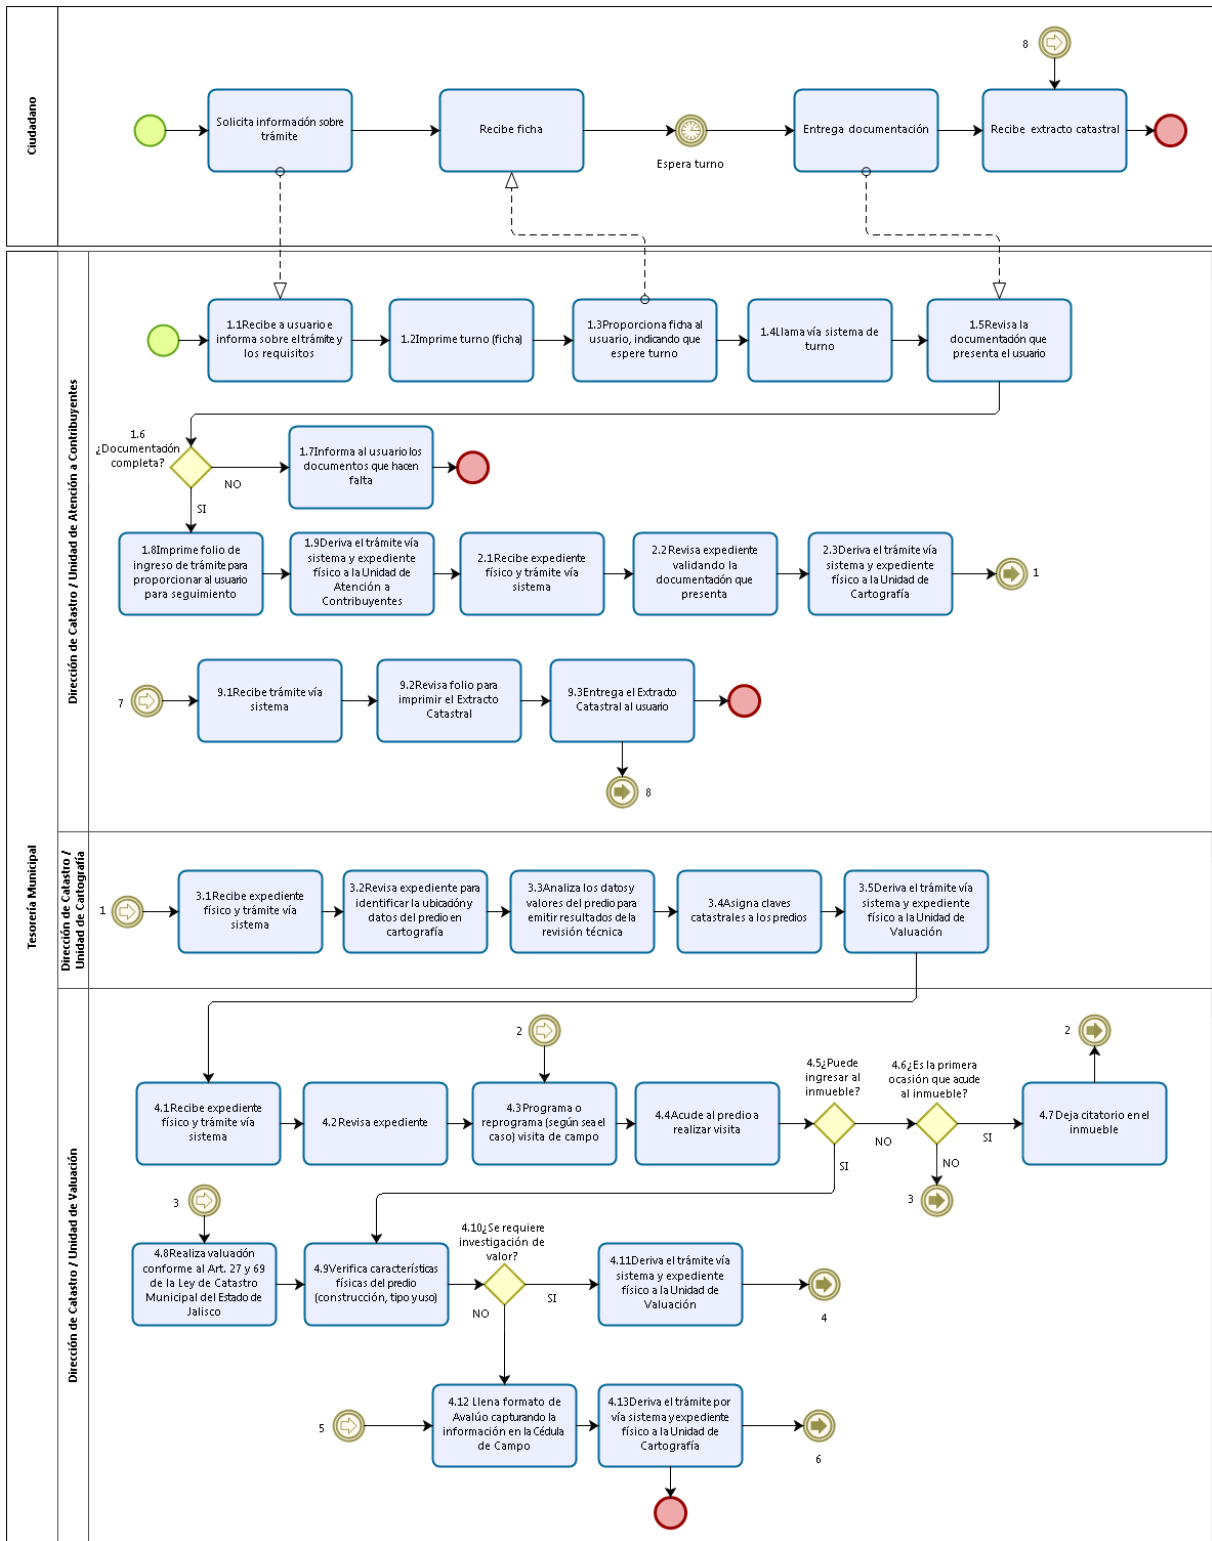 Ciudadano
8
Solicita información sobre
trámite
Recibe ficha
Espera turno
Entrega documentación
Recibe extracto catastral
Tesorería Municipal
Dirección de Catastro / Unidad de Atención a Contribuyentes
1.1Recibe a usuario e
informa sobre el trámite y
los requisitos
1.2Imprime turno (ficha)
1.3Proporciona ficha al
usuario, indicando que
espere turno
1.4Llama vía sistema de
turno
1.5Revisa la
documentación que
presenta el usuario
1.6
¿Documentación
completa?
NO
SI
1.7Informa al usuario los
documentos que hacen
falta
1.8Imprime folio de
ingreso de trámite para
proporcionar al usuario
para seguimiento
1.9Deriva el trámite vía
sistema y expediente
físico a la Unidad de
Atención a
Contribuyentes
2.1Recibe expediente
físico y trámite vía
sistema
2.2Revisa expediente
validando la
documentación que
presenta
2.3Deriva el trámite vía
sistema y expediente
físico a la Unidad de
Cartografía
1
7
9.1Recibe trámite vía
sistema
9.2Revisa folio para
imprimir el Extracto
Catastral
9.3Entrega el Extracto
Catastral al usuario
8
Dirección de Catastro /
Unidad de Cartografía
1
3.1Recibe expediente
físico y trámite vía
sistema
3.2Revisa expediente para
identificar la ubicación y
datos del predio en
cartografía
3.3Analiza los datos y
valores del predio para
emitir resultados de la
revisión técnica
3.4Asigna claves
catastrales a los predios
3.5Deriva el trámite vía
sistema y expediente
físico a la Unidad de
Valuación
Dirección de Catastro / Unidad de Valuación
2
2
4.1Recibe expediente
físico y trámite vía
sistema
4.2Revisa expediente
4.3Programa o
reprograma (según sea el
caso) visita de campo
4.4Acude al predio a
realizar visita
4.5¿Puede
ingresar al
inmueble?
NO
SI
4.6¿Es la primera
ocasión que acude
al inmueble?
SI
NO
4.7 Deja citatorio en el
inmueble
3
3
4.8Realiza valuación
conforme al Art. 27 y 69
de la Ley de Catastro
Municipal del Estado de
Jalisco
4.9Verifica características
físicas del predio
(construcción, tipo y uso)
4.10¿Se requiere
investigación de
valor?
SI
NO
4.11Deriva el trámite vía
sistema y expediente
físico a la Unidad de
Valuación
4
5
4.12 Llena formato de
Avalúo capturando la
información en la Cédula
de Campo
4.13Deriva el trámite por
vía sistema y expediente
físico a la Unidad de
Cartografía
6